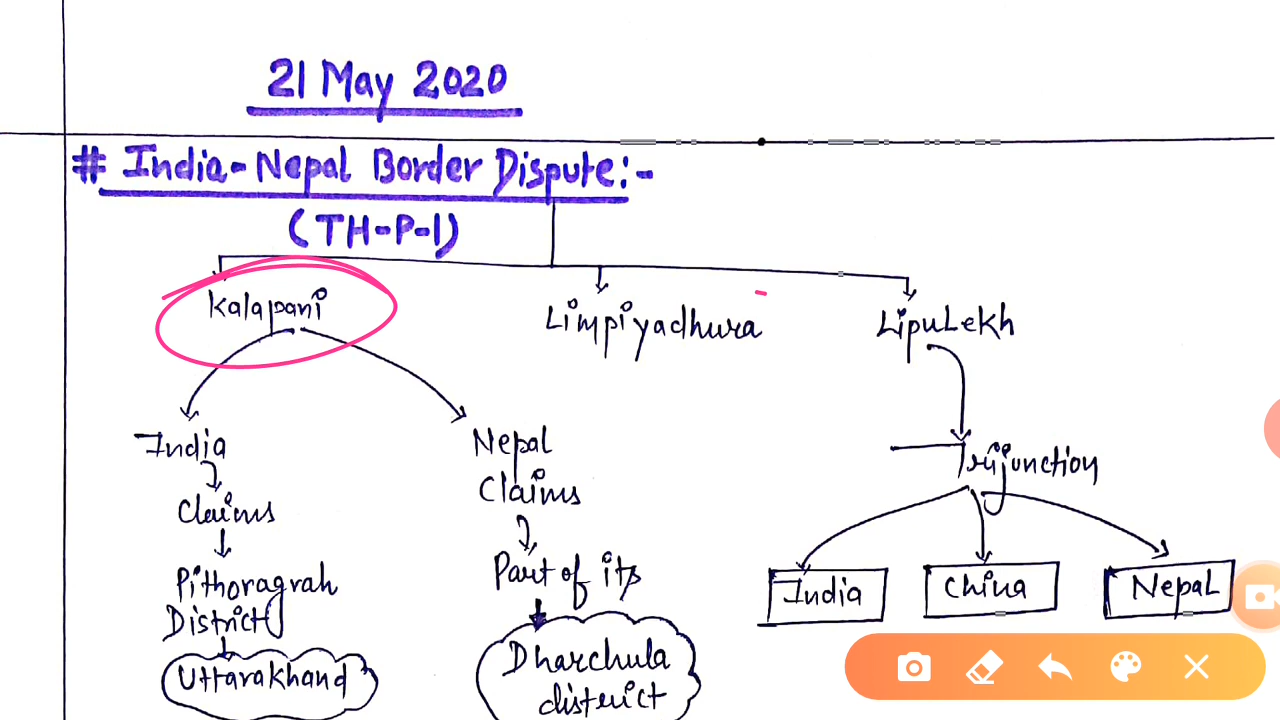 21 May 2020
# India-Nepal Border Dispute:-
(TH-P-1)
Kalapani
Limpiyadhura
LipuLekh
India
Claims
Pithoragrah
District
Uttarakhand
Nepal
Claims
Part of its
Dharchula
district
Trijunction
India
China
Nepal